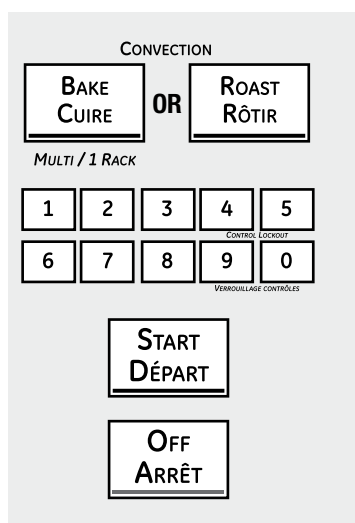 CONVECTION
BAKE
CUIRE
OR
ROAST
RÔTIR
MULTI / 1 RACK
1 2 3 4 5
CONTROL LOCKOUT
6 7 8 9 0
VERROUILLAGE CONTRÔLES
START
DÉPART
OFF
ARRÊT